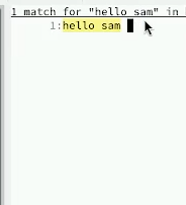 1 match for "hello sam" in
1:hello sam